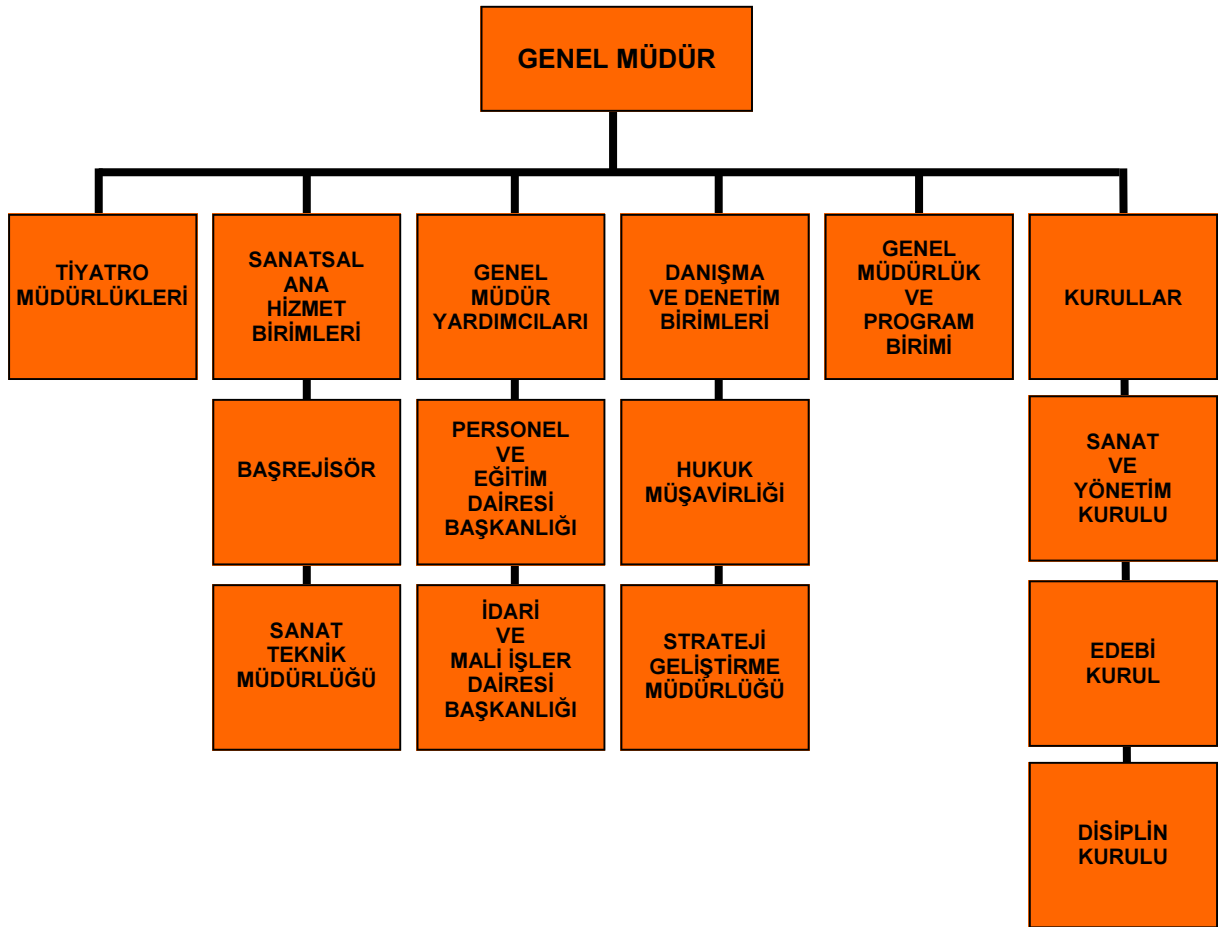 GENEL MÜDÜR
TİYATRO
MÜDÜRLÜKLERİ
SANATSAL
ANA
HİZMET
BİRİMLERİ
GENEL
MÜDÜR
YARDIMCILARI
DANIŞMA
VE DENETİM
BİRİMLERİ
GENEL
MÜDÜRLÜK
VE
PROGRAM
BİRİMİ
KURULLAR
BAŞREJİSÖR
PERSONEL
VE
EĞİTİM
DAİRESİ
BAŞKANLIĞI
HUKUK
MÜŞAVİRLİĞİ
SANAT
VE
YÖNETİM
KURULU
SANAT
TEKNİK
MÜDÜRLÜĞÜ
İDARİ
VE
MALİ İŞLER
DAİRESİ
BAŞKANLIĞI
STRATEJİ
GELİŞTİRME
MÜDÜRLÜĞÜ
EDEBİ
KURUL
DİSİPLİN
KURULU